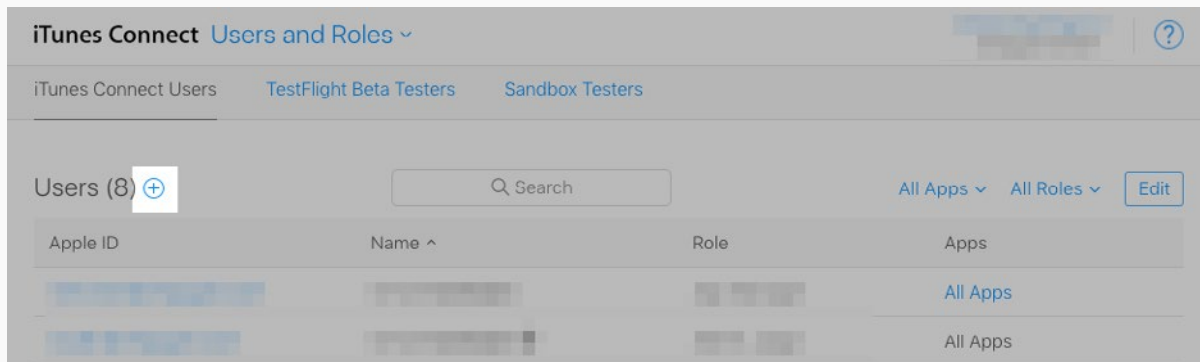 iTunes Connect Users and Roles ?
iTunes Connect Users TestFlight Beta Testers Sandbox Testers
Users (8) Search All Apps All Roles Edit
Apple ID Name Role Apps
All Apps
All Apps